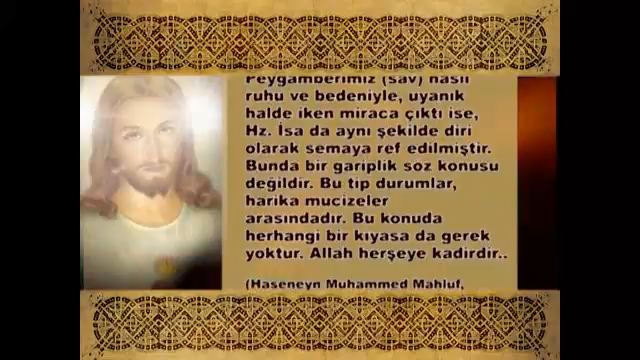 Peygamberimiz (sav) nasıl
ruhu ve bedeniyle, uyanık
halde iken miraca çıktı ise,
Hz. İsa da aynı şekilde diri
olarak semaya ref edilmiştir.
Bunda bir gariplik söz konusu
değildir. Bu tip durumlar,
harika mucizeler
arasındadır. Bu konuda
herhangi bir kıyasa da gerek
yoktur. Allah herşeye kadirdir..
(Haseneyn Muhammed Mahluf,